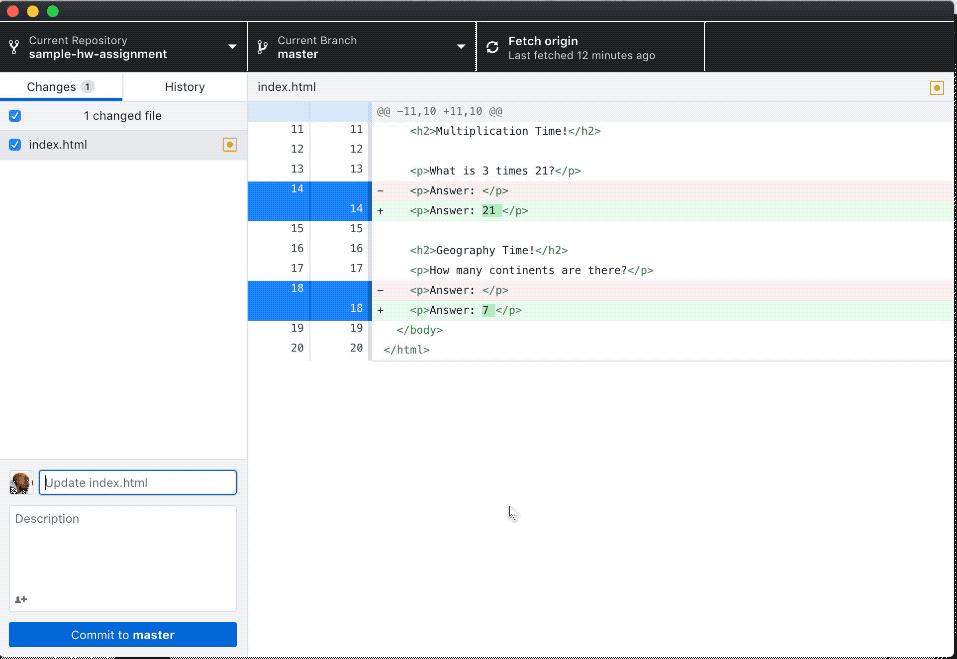 Current Repository
sample-hw-assignment
Current Branch
master
Fetch origin
Last fetched 12 minutes ago
Changes 1
History
index.html
1 changed file
index.html
@@ -11,10 +11,10 @@
11 11 <h2>Multiplication Time!</h2>
12 12
13 13 <p>What is 3 times 21?</p>
14 - <p>Answer: </p>
14 + <p>Answer: 21 </p>
15 15
16 16 <h2>Geography Time!</h2>
17 17 <p>How many continents are there?</p>
18 - <p>Answer: </p>
18 + <p>Answer: 7 </p>
19 19 </body>
20 20 </html>
Update index.html
Description
Commit to master